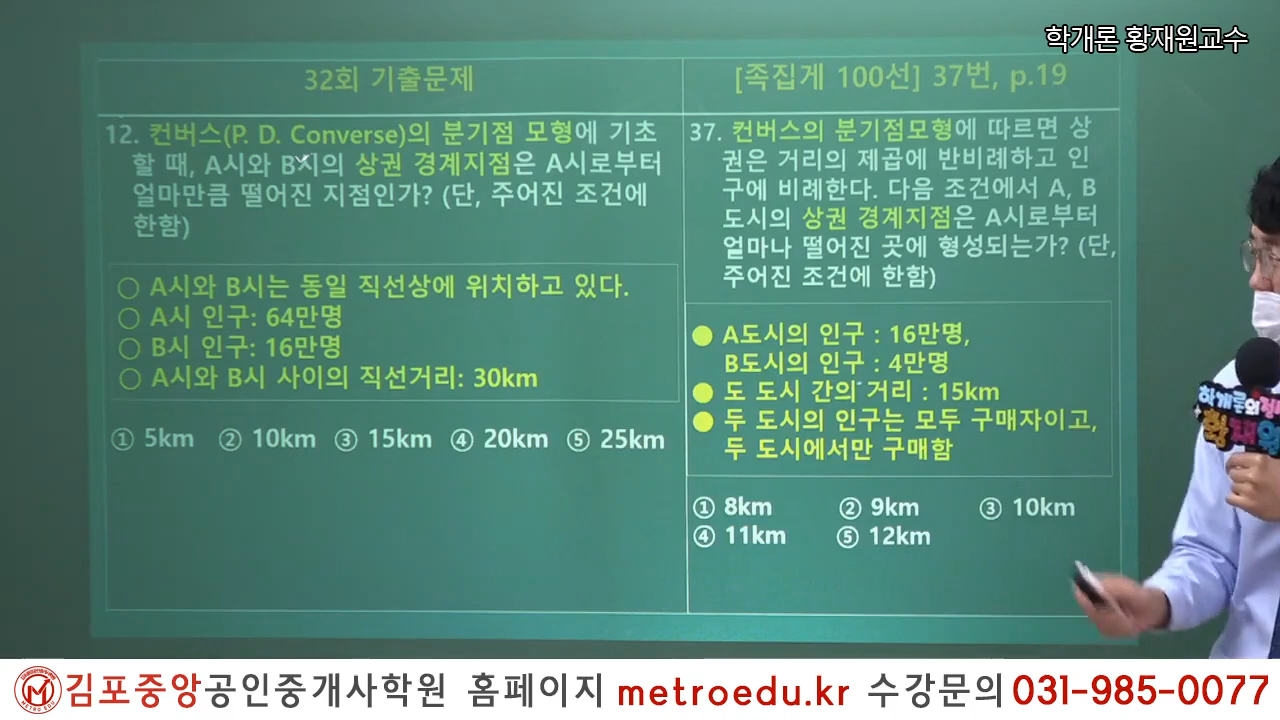 학개론 황재원교수
32회 기출문제
12. 컨버스(P. D. Converse)의 분기점 모형에 기초
할 때, A시와 B시의 상권 경계지점은 A시로부터
얼마만큼 떨어진 지점인가? (단, 주어진 조건에
한함)
○ A시와 B시는 동일 직선상에 위치하고 있다.
○ A시 인구: 64만명
○ B시 인구: 16만명
○ A시와 B시 사이의 직선거리: 30km
① 5km ② 10km ③ 15km ④ 20km ⑤ 25km
[족집게 100선] 37번, p.19
37. 컨버스의 분기점모형에 따르면 상
권은 거리의 제곱에 반비례하고 인
구에 비례한다. 다음 조건에서 A, B
도시의 상권 경계지점은 A시로부터
얼마나 떨어진 곳에 형성되는가? (단,
주어진 조건에 한함)
● A도시의 인구 : 16만명,
B도시의 인구 : 4만명
● 도 도시 간의 거리 : 15km
● 두 도시의 인구는 모두 구매자이고,
두 도시에서만 구매함
① 8km ② 9km ③ 10km
④ 11km ⑤ 12km
학개론의
황재원
METRO EDU
김포중앙공인중개사학원 홈페이지 metroedu.kr 수강문의 031-985-0077